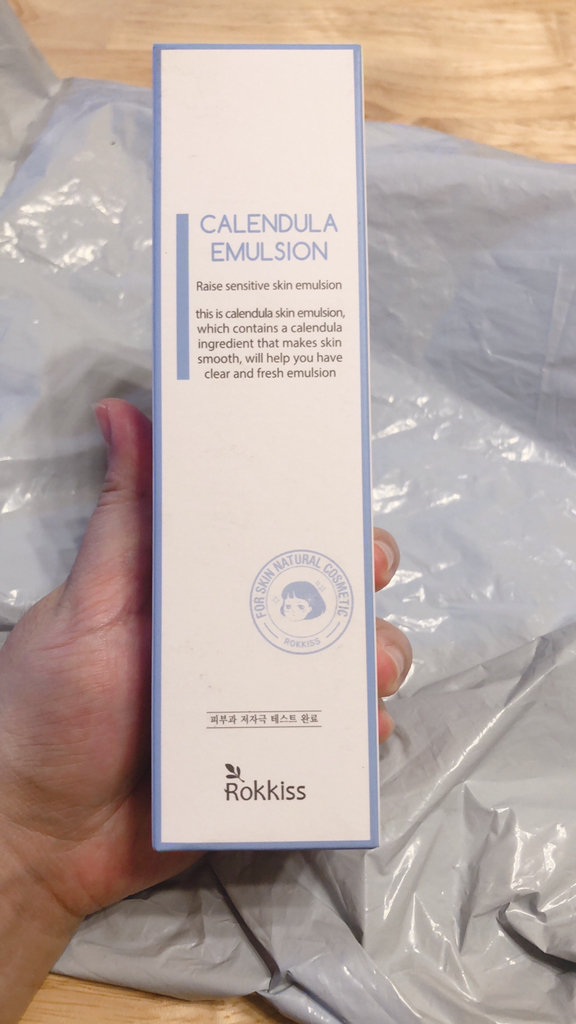 CALENDULA
EMULSION
Raise sensitive skin emulsion
this is calendula skin emulsion,
which contains a calendula
ingredient that makes skin
smooth, will help you have
clear and fresh emulsion
FOR SKIN NATURAL COSMETIC
ROKKISS
피부과 저자극 테스트 완료
Rokkiss